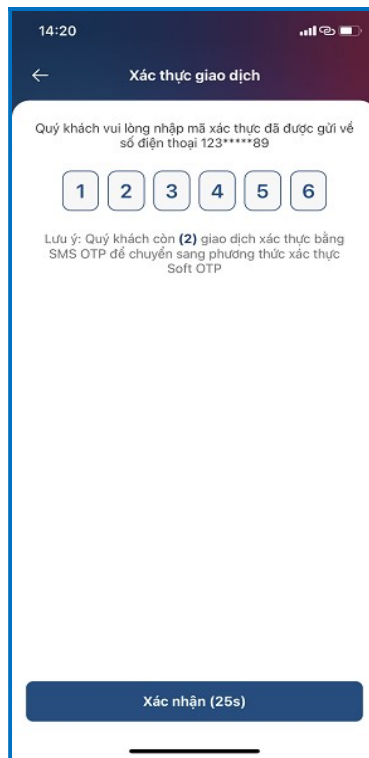 14:20
Xác thực giao dịch
Quý khách vui lòng nhập mã xác thực đã được gửi về
số điện thoại 123*****89
1 2 3 4 5 6
Lưu ý: Quý khách còn (2) giao dịch xác thực bằng
SMS OTP để chuyển sang phương thức xác thực
Soft OTP
Xác nhận (25s)